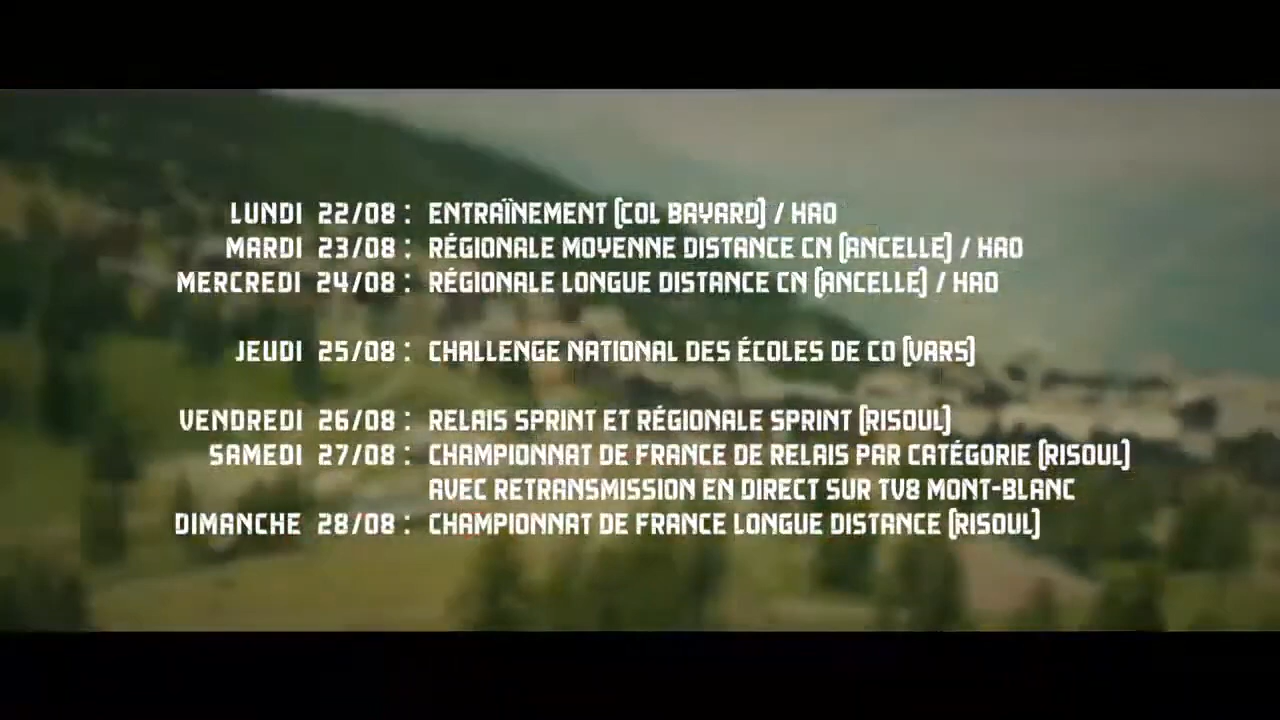 LUNDI 22/08 : ENTRAÏNEMENT (COL BAYARD) / HAO
MARDI 23/08 : RÉGIONALE MOYENNE DISTANCE CN (ANCELLE) / HAO
MERCREDI 24/08 : RÉGIONALE LONGUE DISTANCE CN (ANCELLE) / HAO
JEUDI 25/08 : CHALLENGE NATIONAL DES ÉCOLES DE CO (VARS)
VENDREDI 26/08 : RELAIS SPRINT ET RÉGIONALE SPRINT (RISOUL)
SAMEDI 27/08 : CHAMPIONNAT DE FRANCE DE RELAIS PAR CATÉGORIE (RISOUL)
AVEC RETRANSMISSION EN DIRECT SUR TV8 MONT-BLANC
DIMANCHE 28/08 : CHAMPIONNAT DE FRANCE LONGUE DISTANCE (RISOUL)